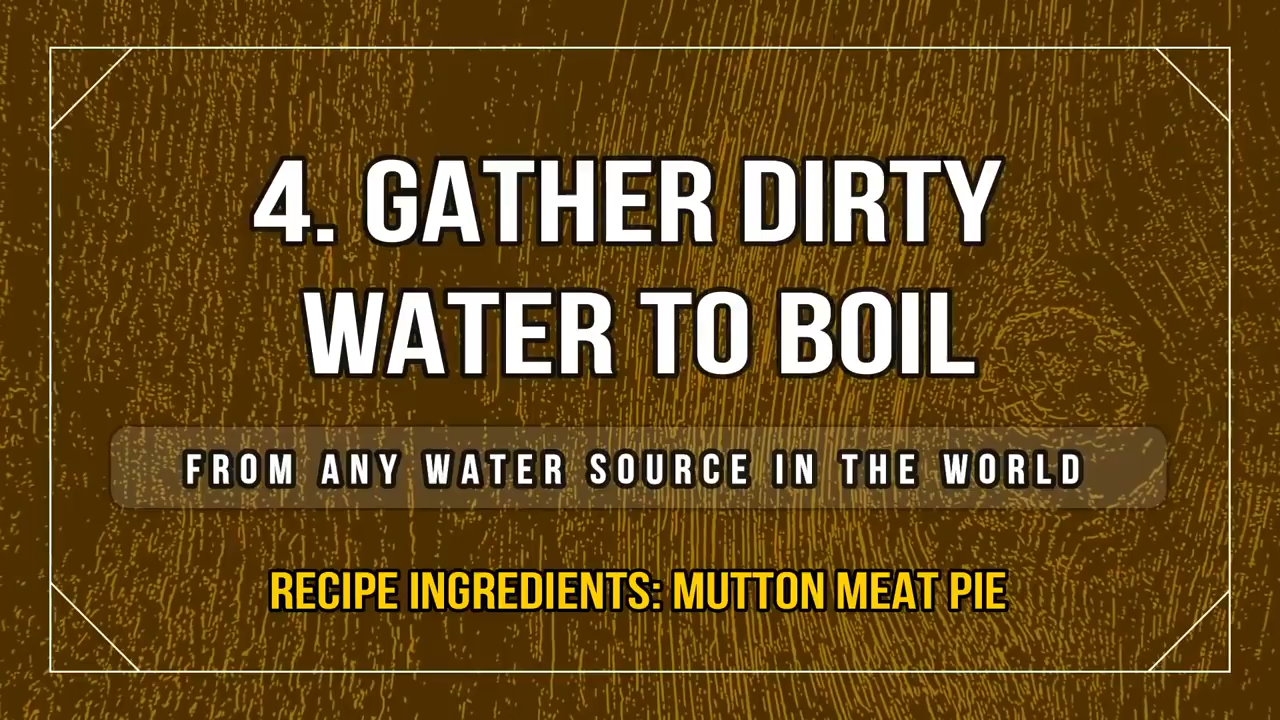 4. GATHER DIRTY
WATER TO BOIL
FROM ANY WATER SOURCE IN THE WORLD
RECIPE INGREDIENTS: MUTTON MEAT PIE